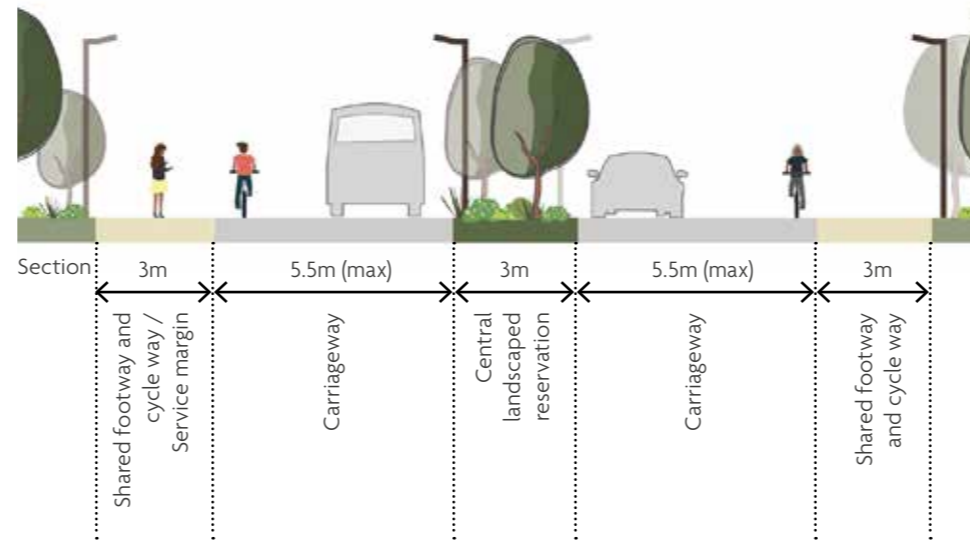 Section
3m
5.5m (max)
3m
5.5m (max)
3m
Shared footway and
cycle way /
Service margin
Carriageway
Central
landscaped
reservation
Carriageway
Shared footway
and cycle way